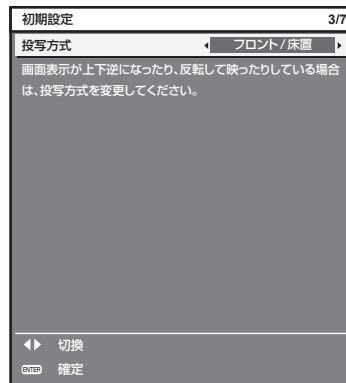 初期設定 3/7
投写方式 フロント/床置
画面表示が上下逆になったり、反転して映ったりしている場合
は、投写方式を変更してください。
切換
ENTER 確定